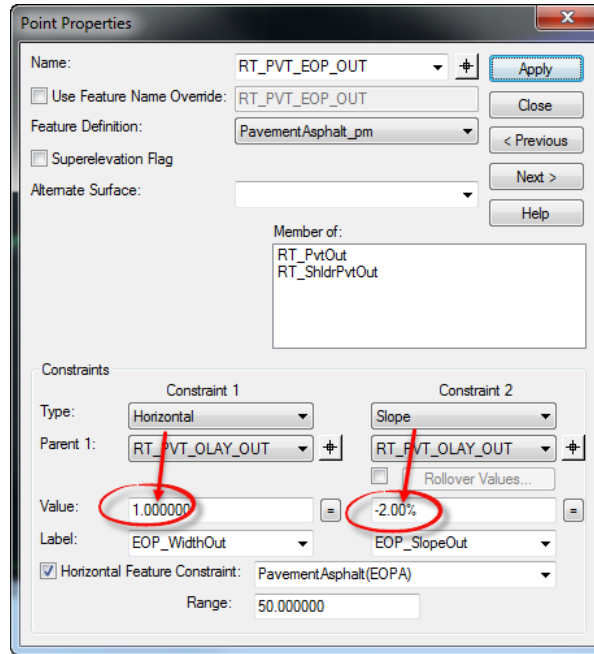 Point Properties
Name: RT_PVT_EOP_OUT Apply
Use Feature Name Override: RT_PVT_EOP_OUT Close
Feature Definition: PavementAsphalt_pm < Previous
Superelevation Flag
Alternate Surface: Next >
Help
Member of:
RT_PvtOut
RT_ShldrPvtOut
Constraints
Constraint 1 Constraint 2
Type: Horizontal Slope
Parent 1: RT_PVT_OLAY_OUT RT_PVT_OLAY_OUT
Rollover Values...
Value: 1.000000 = -2.00% =
Label: EOP_WidthOut EOP_SlopeOut
Horizontal Feature Constraint: PavementAsphalt(EOPA)
Range: 50.000000